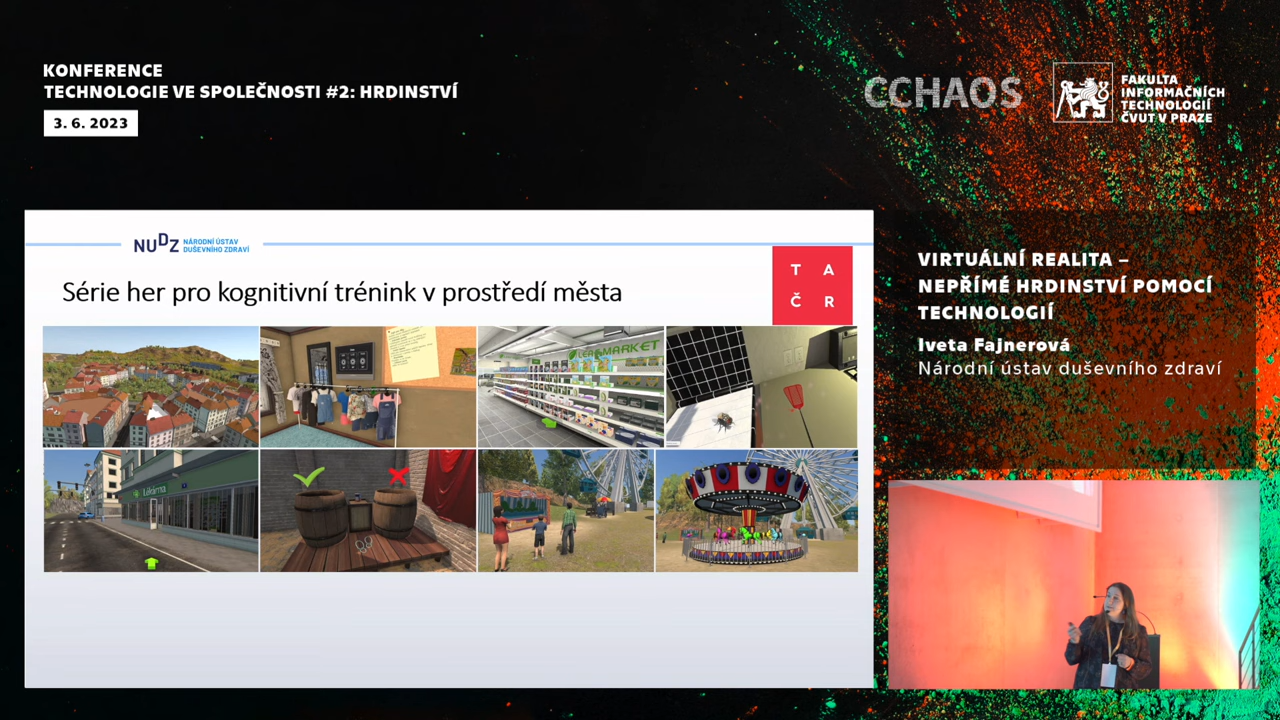 KONFERENCE
TECHNOLOGIE VE SPOLEČNOSTI #2: HRDINSTVÍ
3. 6. 2023
CCHAOS
FAKULTA
INFORMAČNÍCH
TECHNOLOGIÍ
ČVUT V PRAZE
NUDZ NÁRODNÍ ÚSTAV
DUŠEVNÍHO ZDRAVÍ
T A
Č R
Série her pro kognitivní trénink v prostředí města
MARKET
Lékárna
VIRTUÁLNÍ REALITA –
NEPŘÍMÉ HRDINSTVÍ POMOCÍ
TECHNOLOGIÍ
Iveta Fajnerová
Národní ústav duševního zdraví